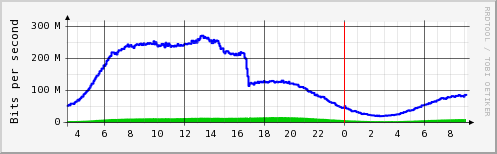 Bits per second
300 M
200 M
100 M
0
4 6 8 10 12 14 16 18 20 22 0 2 4 6 8
RRDTOOL / TOBI OETIKER